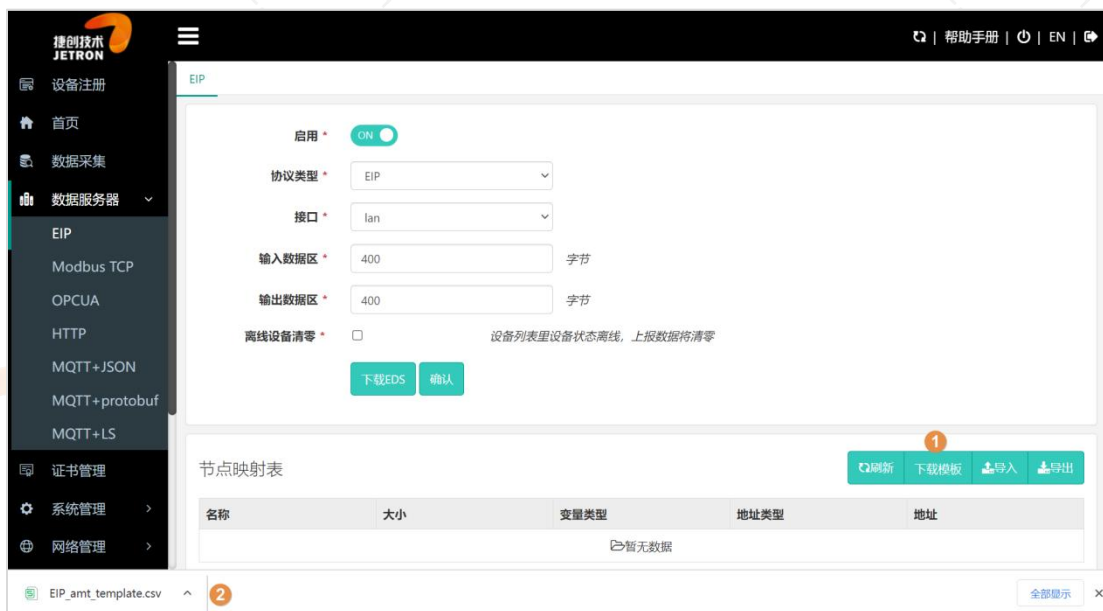 捷创技术
JETRON
帮助手册 | EN
设备注册
首页
数据采集
数据服务器
EIP
Modbus TCP
OPCUA
HTTP
MQTT+JSON
MQTT+protobuf
MQTT+LS
证书管理
系统管理
网络管理
EIP
启用 * ON
协议类型 * EIP
接口 * lan
输入数据区 * 400 字节
输出数据区 * 400 字节
离线设备清零 * 设备列表里设备状态离线，上报数据将清零
下载EDS 确认
1
节点映射表 刷新 下载模板 导入 导出
名称 大小 变量类型 地址类型 地址
暂无数据
EIP_amt_template.csv 2 全部显示